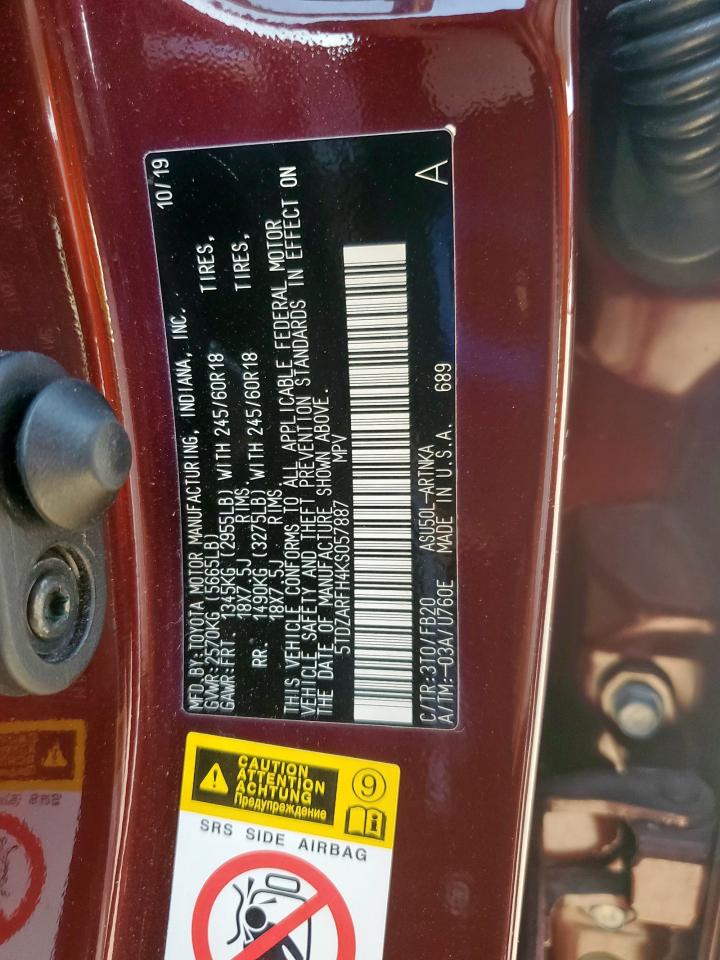 MFD.BY:TOYOTA MOTOR MANUFACTURING, INDIANA, INC. 10/19
GVWR:2570KG (5665LB)
GAWR:FRT 1345KG (2955LB) WITH 245/60R18 TIRES,
18X7.5J RIMS.
RR 1490KG (3275LB) WITH 245/60R18 TIRES,
18X7.5J RIMS
THIS VEHICLE CONFORMS TO ALL APPLICABLE FEDERAL MOTOR
VEHICLE SAFETY AND THEFT PREVENTION STANDARDS IN EFFECT ON
THE DATE OF MANUFACTURE SHOWN ABOVE.
5TDZARFH4KS057887 MPV
C/TR:3T0/FB20 ASU50L-ARTNKA
A/TM:-03A/U760E MADE IN U.S.A. 689 A
CAUTION
ATTENTION
ACHTUNG
Предупреждение
9
i
SRS SIDE AIRBAG